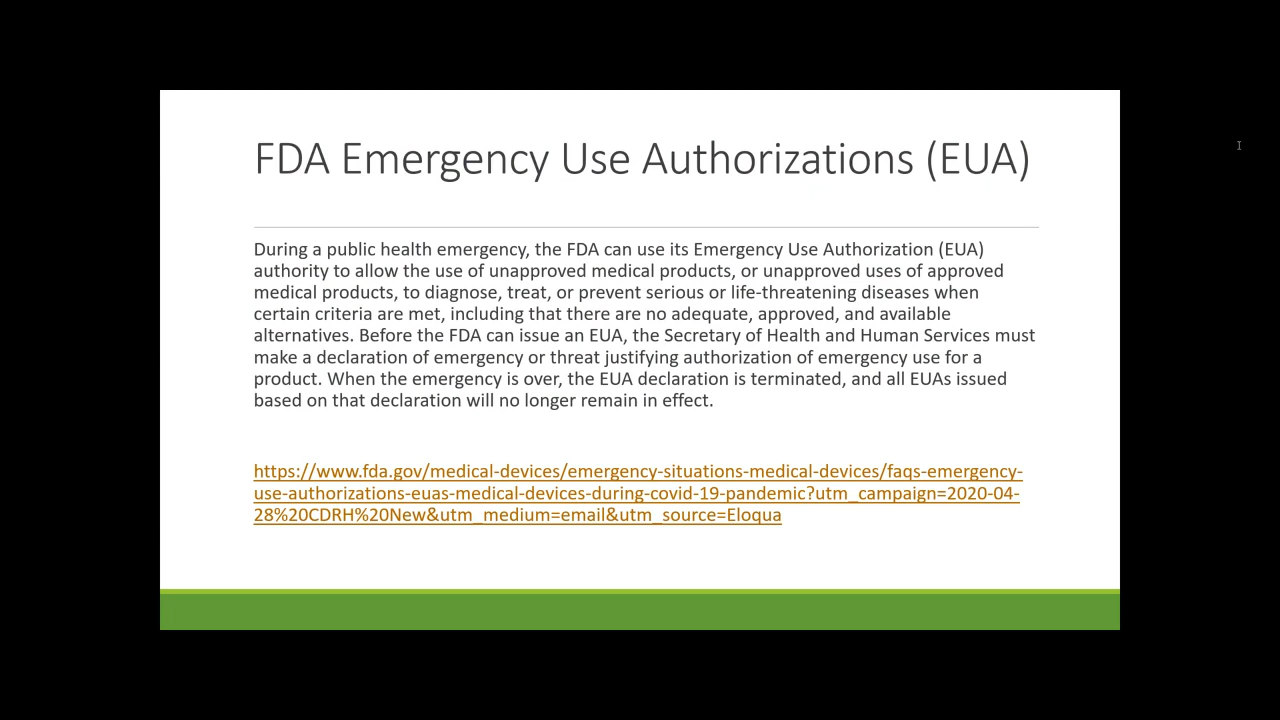 FDA Emergency Use Authorizations (EUA)
During a public health emergency, the FDA can use its Emergency Use Authorization (EUA)
authority to allow the use of unapproved medical products, or unapproved uses of approved
medical products, to diagnose, treat, or prevent serious or life-threatening diseases when
certain criteria are met, including that there are no adequate, approved, and available
alternatives. Before the FDA can issue an EUA, the Secretary of Health and Human Services must
make a declaration of emergency or threat justifying authorization of emergency use for a
product. When the emergency is over, the EUA declaration is terminated, and all EUAs issued
based on that declaration will no longer remain in effect.
https://www.fda.gov/medical-devices/emergency-situations-medical-devices/faqs-emergency-
use-authorizations-euas-medical-devices-during-covid-19-pandemic?utm_campaign=2020-04-
28%20CDRH%20New&utm_medium=email&utm_source=Eloqua